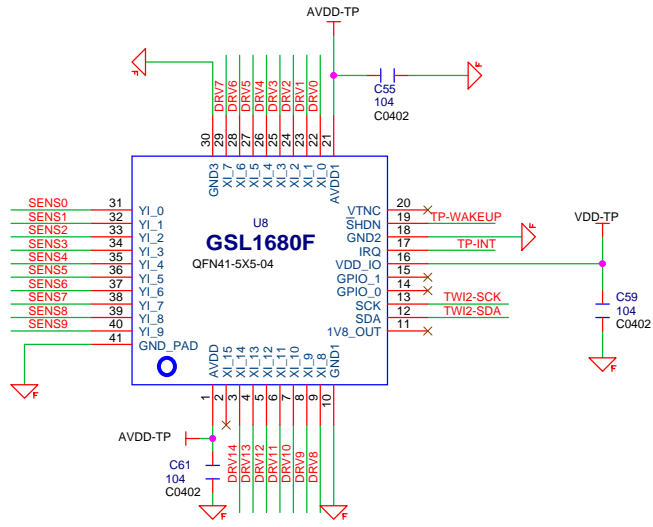 AVDD-TP
C55
104
C0402
F
F
DRV7
DRV6
DRV5
DRV4
DRV3
DRV2
DRV1
DRV0
30
29
28
27
26
25
24
23
22
21
GND3
XI_7
XI_6
XI_5
XI_4
XI_3
XI_2
XI_1
XI_0
AVDD1
U8
GSL1680F
QFN41-5X5-04
SENS0 31 YI_0
SENS1 32 YI_1
SENS2 33 YI_2
SENS3 34 YI_3
SENS4 35 YI_4
SENS5 36 YI_5
SENS6 37 YI_6
SENS7 38 YI_7
SENS8 39 YI_8
SENS9 40 YI_9
41 GND_PAD
F
VTNC 20
SHDN 19 TP-WAKEUP
GND2 18
F
IRQ 17 TP-INT
VDD_IO 16
GPIO_1 15
GPIO_0 14
SCK 13 TWI2-SCK
SDA 12 TWI2-SDA
1V8_OUT 11
VDD-TP
C59
104
C0402
F
AVDD
XI_15
XI_14
XI_13
XI_12
XI_11
XI_10
XI_9
XI_8
GND1
1
2
3
4
5
6
7
8
9
10
AVDD-TP
C61
104
C0402
F
DRV14
DRV13
DRV12
DRV11
DRV10
DRV9
DRV8
F